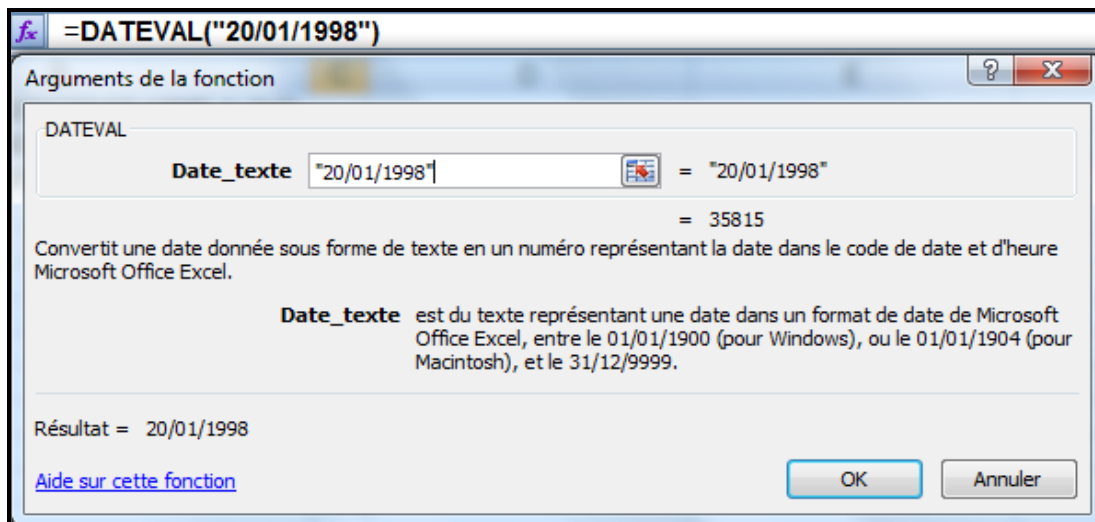 fx =DATEVAL("20/01/1998")
Arguments de la fonction
DATEVAL
Date_texte "20/01/1998" = "20/01/1998"
= 35815
Convertit une date donnée sous forme de texte en un numéro représentant la date dans le code de date et d'heure
Microsoft Office Excel.
Date_texte est du texte représentant une date dans un format de date de Microsoft
Office Excel, entre le 01/01/1900 (pour Windows), ou le 01/01/1904 (pour
Macintosh), et le 31/12/9999.
Résultat = 20/01/1998
Aide sur cette fonction OK Annuler